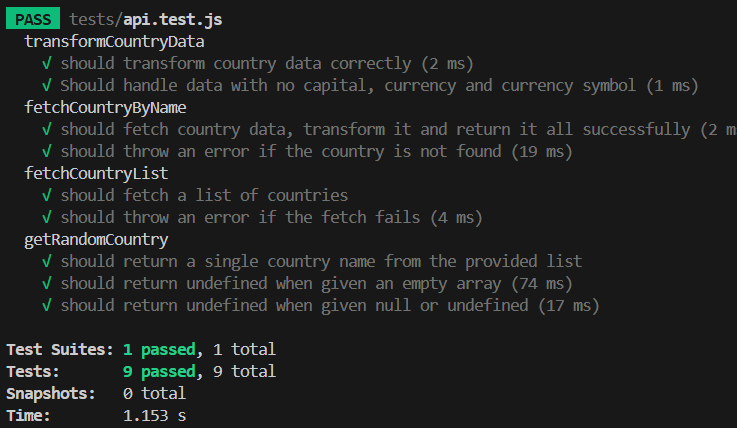 PASS tests/api.test.js
transformCountryData
√ should transform country data correctly (2 ms)
√ Should handle data with no capital, currency and currency symbol (1 ms)
fetchCountryByName
√ should fetch country data, transform it and return it all successfully (2 m
√ should throw an error if the country is not found (19 ms)
fetchCountryList
√ should fetch a list of countries
√ should throw an error if the fetch fails (4 ms)
getRandomCountry
√ should return a single country name from the provided list
√ should return undefined when given an empty array (74 ms)
√ should return undefined when given null or undefined (17 ms)
Test Suites: 1 passed, 1 total
Tests: 9 passed, 9 total
Snapshots: 0 total
Time: 1.153 s